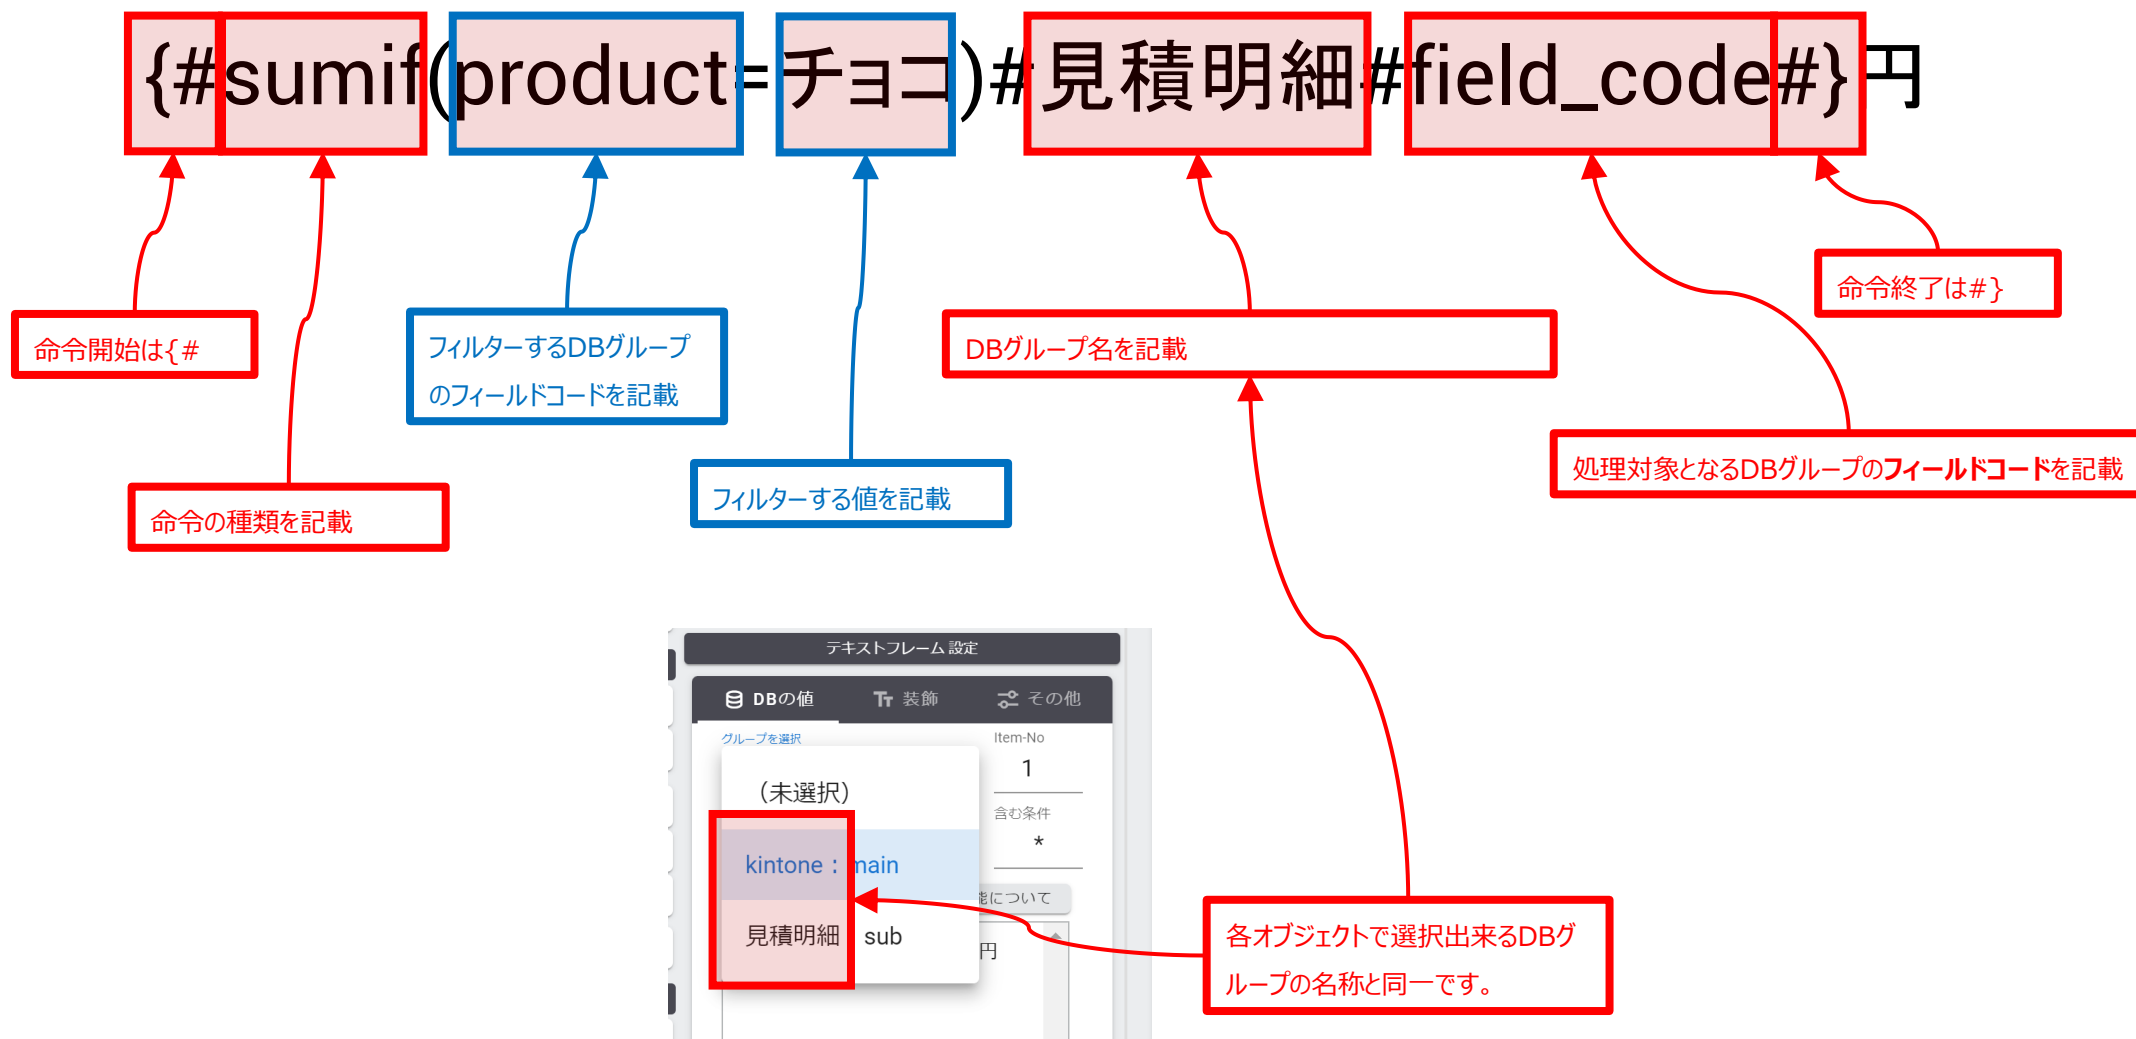 {#sumif(product=チョコ)#見積明細#field_code#}円
命令開始は{#
フィルターするDBグループ
のフィールドコードを記載
DBグループ名を記載
命令終了は#}
処理対象となるDBグループのフィールドコードを記載
フィルターする値を記載
命令の種類を記載
テキストフレーム 設定
DBの値 装飾 その他
グループを選択 Item-No
1
（未選択）
含む条件
*
kintone : main
能について
見積明細 sub
円
各オブジェクトで選択出来るDBグ
ループの名称と同一です。